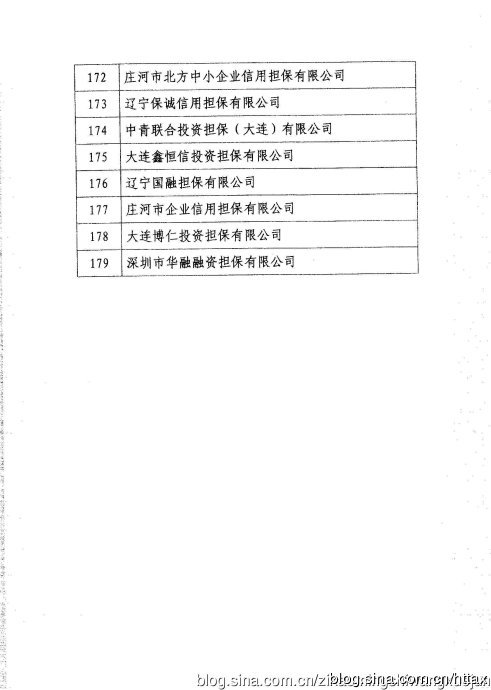 172 庄河市北方中小企业信用担保有限公司
173 辽宁保诚信用担保有限公司
174 中青联合投资担保（大连）有限公司
175 大连鑫恒信投资担保有限公司
176 辽宁国融担保有限公司
177 庄河市企业信用担保有限公司
178 大连博仁投资担保有限公司
179 深圳市华融融资担保有限公司